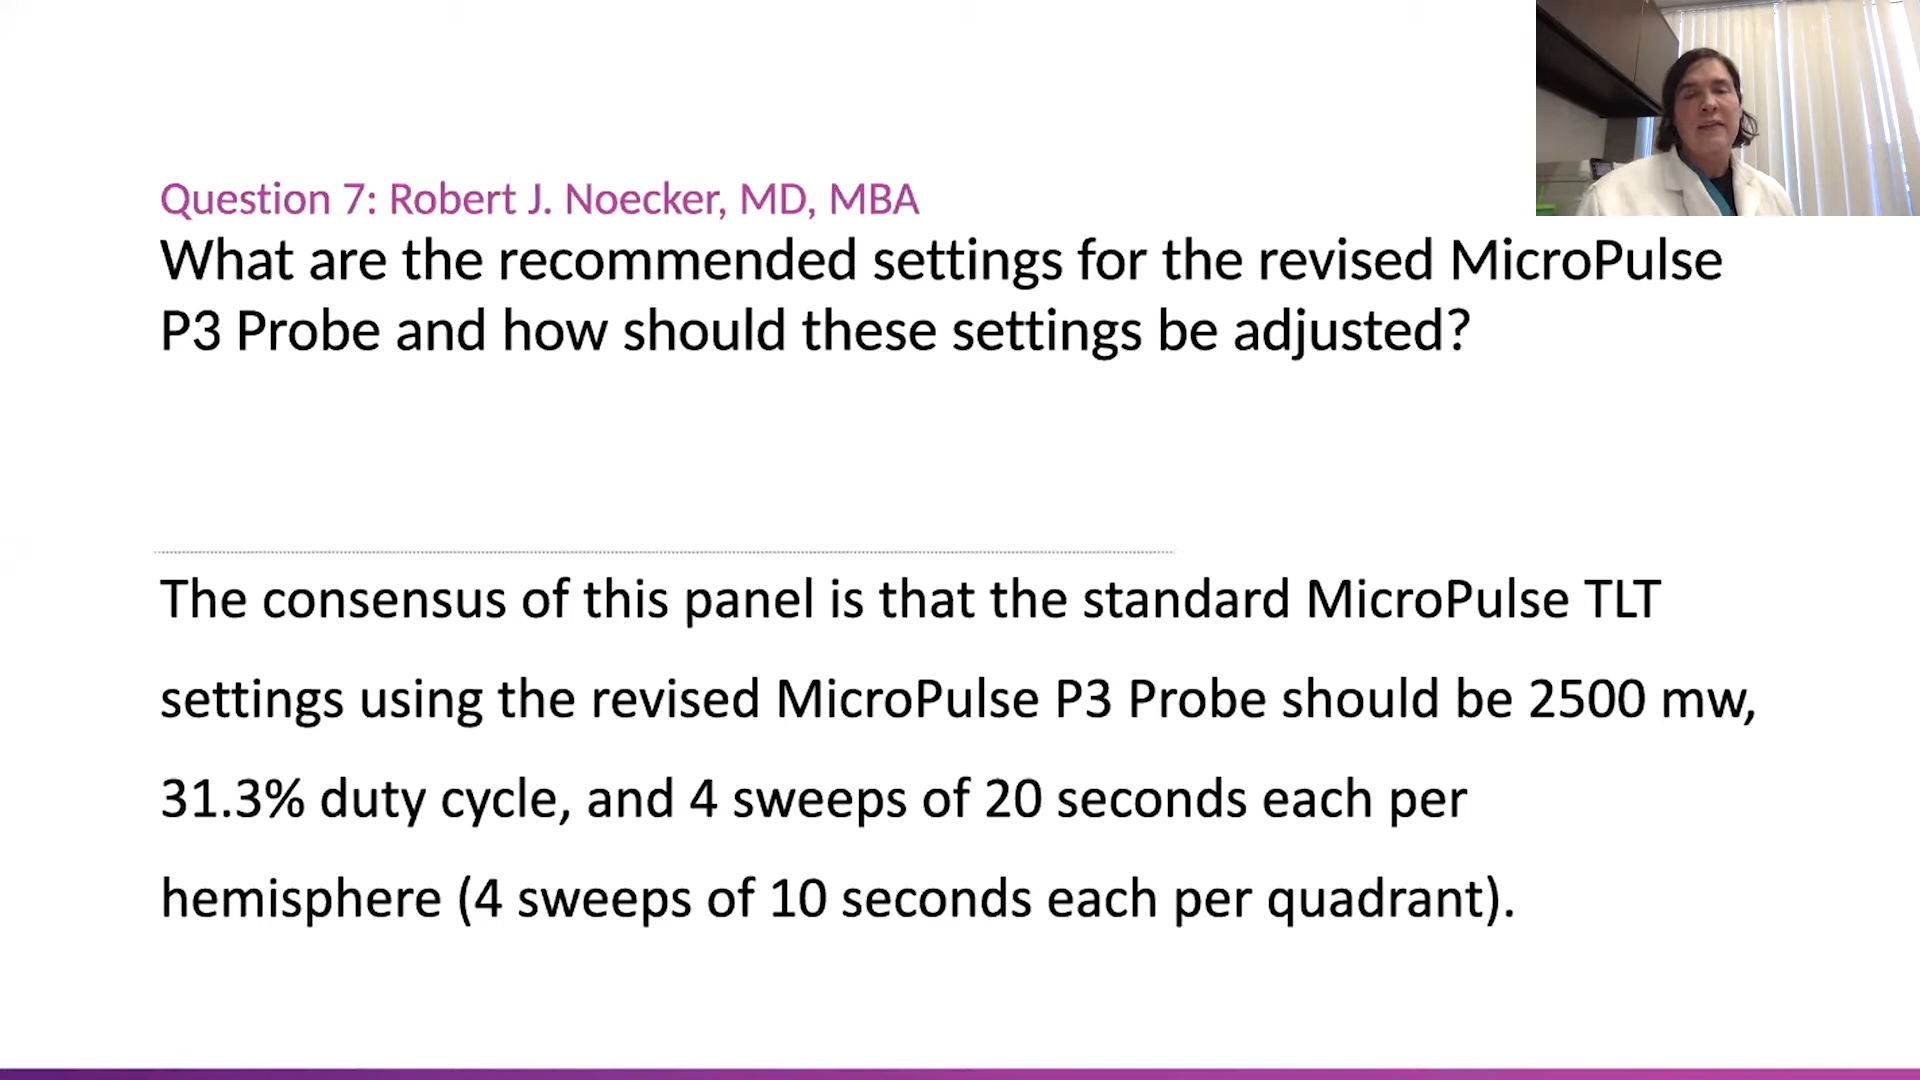 Question 7: Robert J. Noecker, MD, MBA
What are the recommended settings for the revised MicroPulse
P3 Probe and how should these settings be adjusted?
The consensus of this panel is that the standard MicroPulse TLT
settings using the revised MicroPulse P3 Probe should be 2500 mw,
31.3% duty cycle, and 4 sweeps of 20 seconds each per
hemisphere (4 sweeps of 10 seconds each per quadrant).